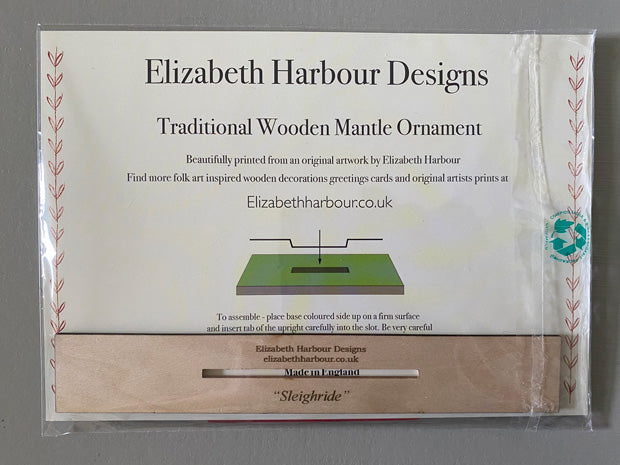 Elizabeth Harbour Designs
Traditional Wooden Mantle Ornament
Beautifully printed from an original artwork by Elizabeth Harbour
Find more folk art inspired wooden decorations greetings cards and original artists prints at
Elizabethharbour.co.uk
To assemble - place base coloured side up on a firm surface
and insert tab of the upright carefully into the slot. Be very careful
Elizabeth Harbour Designs
elizabethharbour.co.uk
Made in England
"Sleighride"